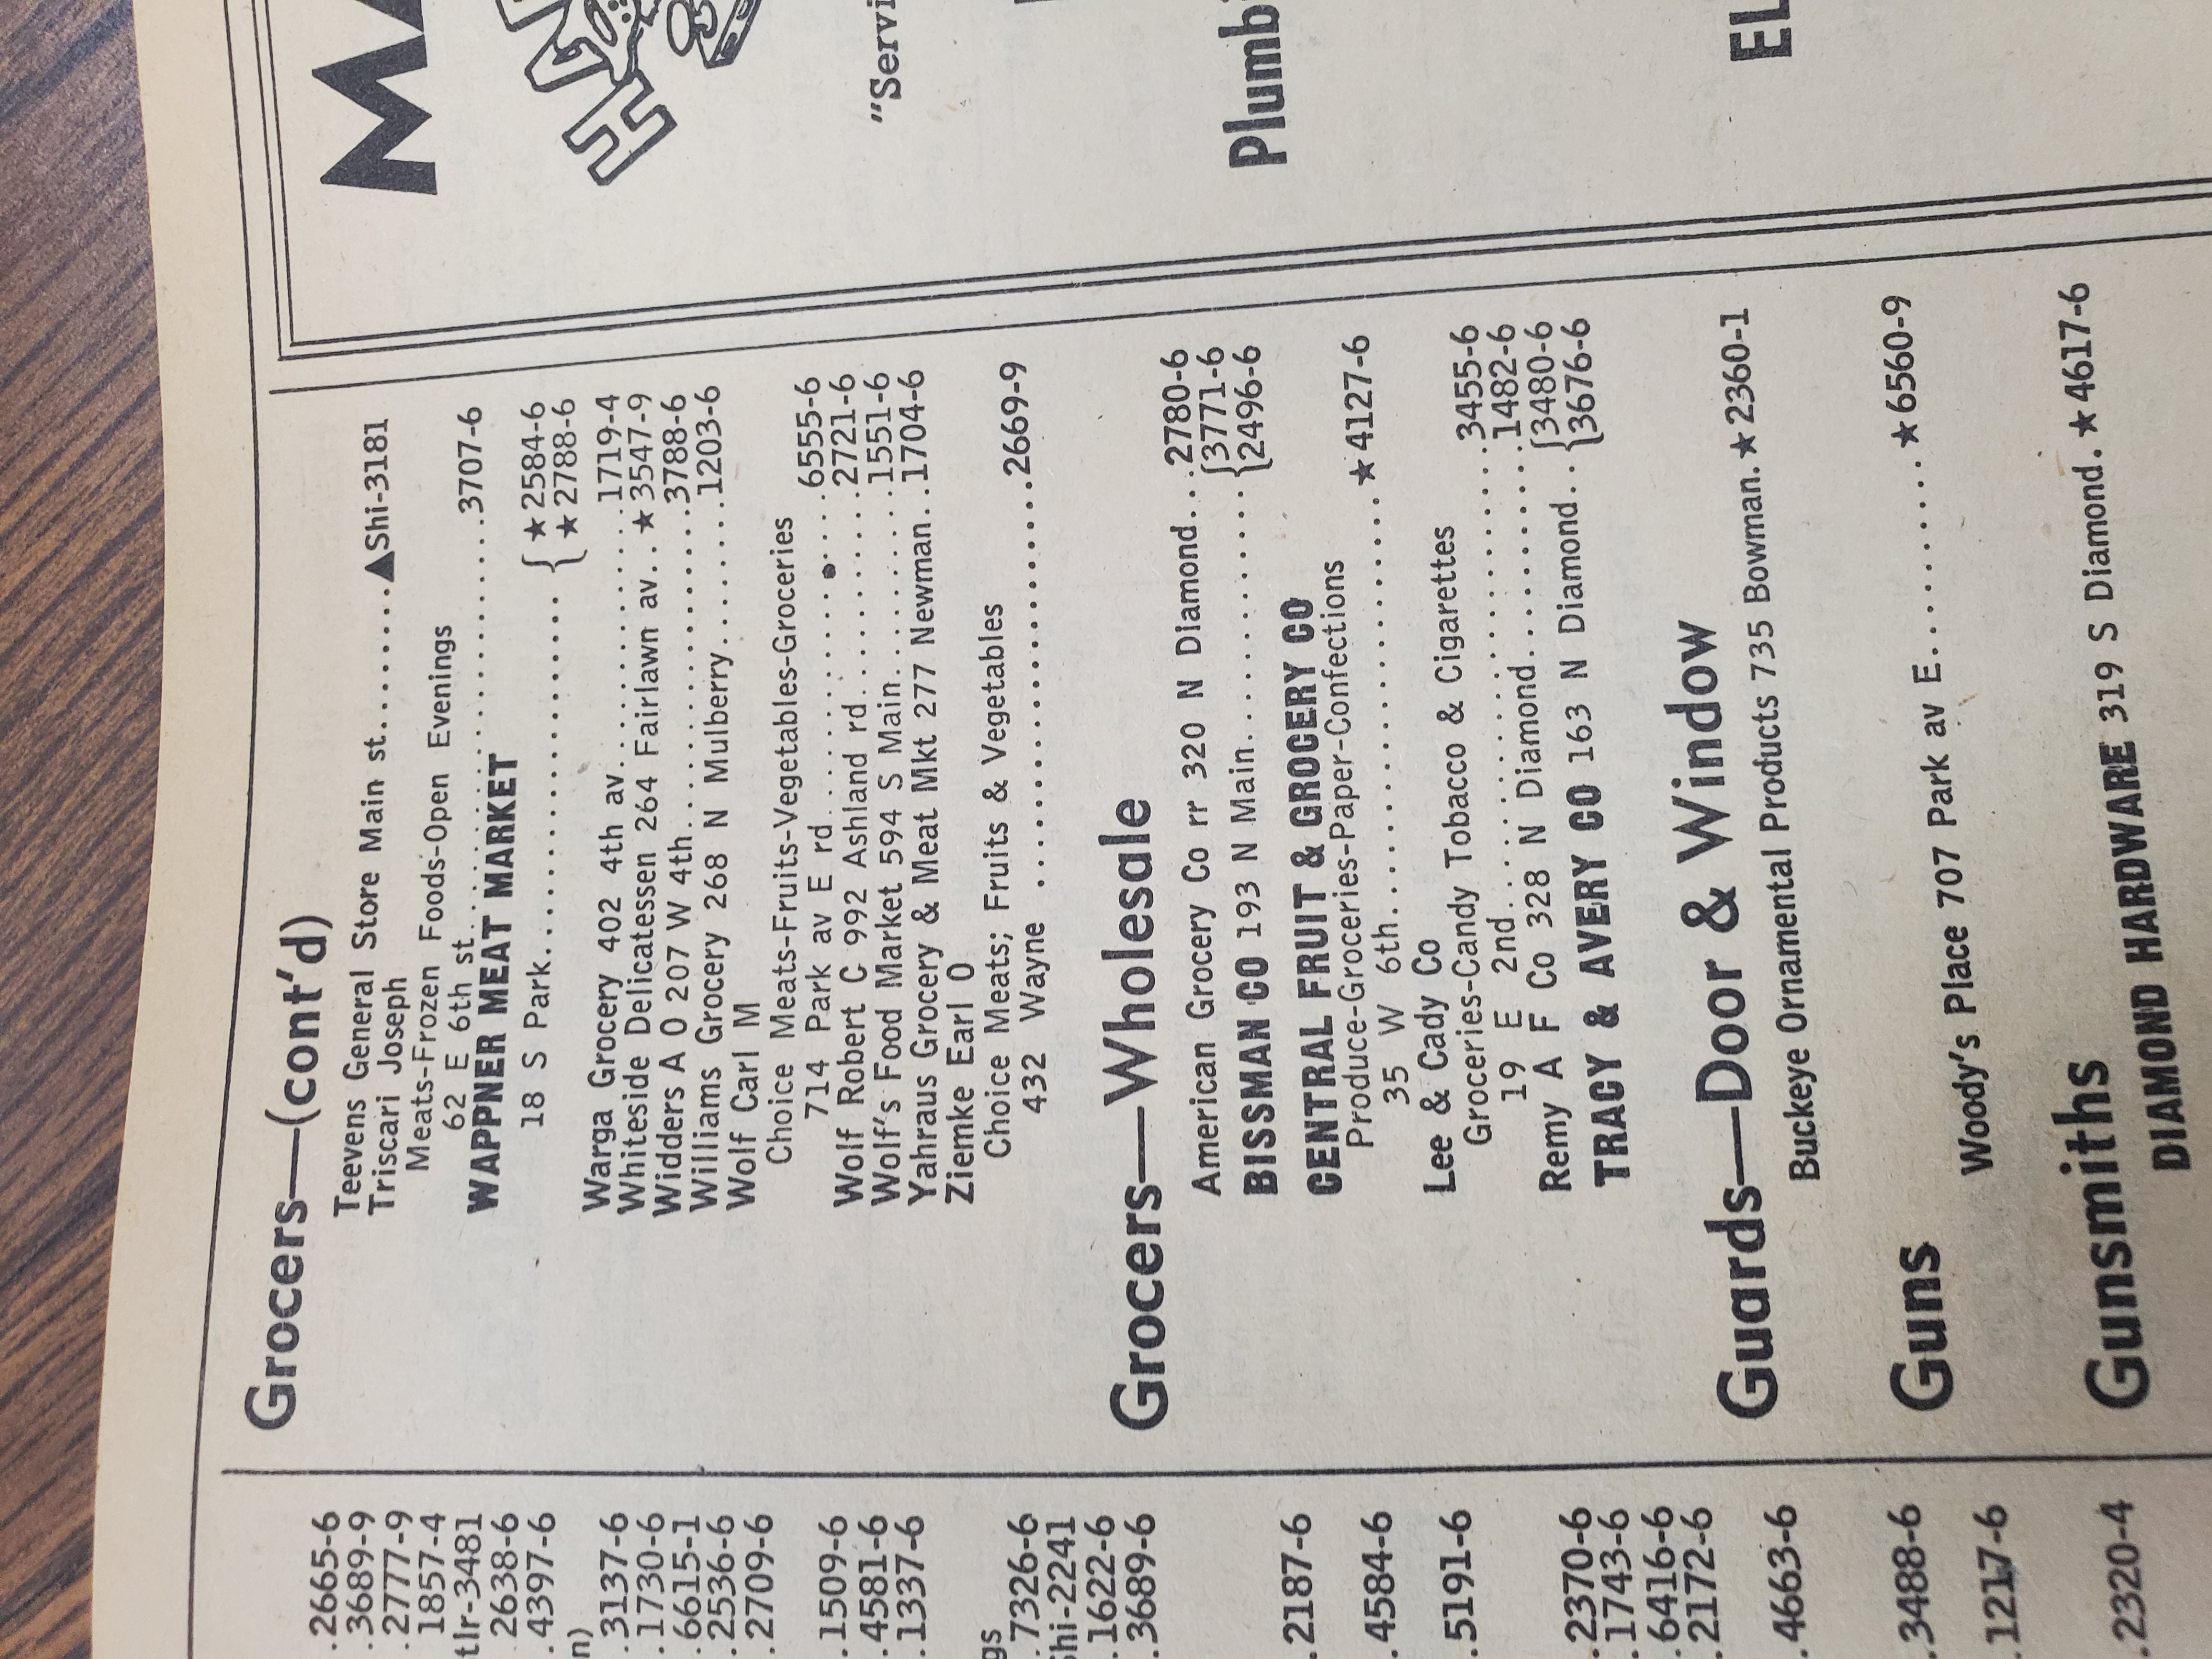 .2665-6
.3689-9
.2777-9
1857-4
tlr-3481
2638-6
.4397-6
n)
.3137-6
.1730-6
.6615-1
.2536-6
.2709-6
.1509-6
.4581-6
.1337-6
gs
.7326-6
Shi-2241
.1622-6
.3689-6
.2187-6
.4584-6
.5191-6
.2370-6
.1743-6
.6416-6
.2172-6
.4663-6
.3488-6
.1217-6
.2320-4
Grocers—(cont'd)
Teevens General Store Main st.......▲Shi-3181
Triscari Joseph
Meats-Frozen Foods-Open Evenings
62 E 6th st....................3707-6
WAPPNER MEAT MARKET
18 S Park.................... { ★2584-6
★2788-6
Warga Grocery 402 4th av...........1719-4
Whiteside Delicatessen 264 Fairlawn av..★3547-9
Widders A O 207 W 4th.............3788-6
Williams Grocery 268 N Mulberry.......1203-6
Wolf Carl M
Choice Meats-Fruits-Vegetables-Groceries
714 Park av E rd..............6555-6
Wolf Robert C 992 Ashland rd........2721-6
Wolf's Food Market 594 S Main.......1551-6
Yahraus Grocery & Meat Mkt 277 Newman..1704-6
Ziemke Earl O
Choice Meats; Fruits & Vegetables
432 Wayne ....................2669-9
Grocers—Wholesale
American Grocery Co rr 320 N Diamond...2780-6
BISSMAN CO 193 N Main............{3771-6
{2496-6
CENTRAL FRUIT & GROCERY CO
Produce-Groceries-Paper-Confections
35 W 6th....................★4127-6
Lee & Cady Co
Groceries-Candy Tobacco & Cigarettes
19 E 2nd....................3455-6
Remy A F Co 328 N Diamond..........1482-6
TRACY & AVERY CO 163 N Diamond..{3480-6
{3676-6
Guards—Door & Window
Buckeye Ornamental Products 735 Bowman.★2360-1
Guns
Woody's Place 707 Park av E..........★6560-9
Gunsmiths
DIAMOND HARDWARE 319 S Diamond.★4617-6
MA
"Servi
Plumb
EL